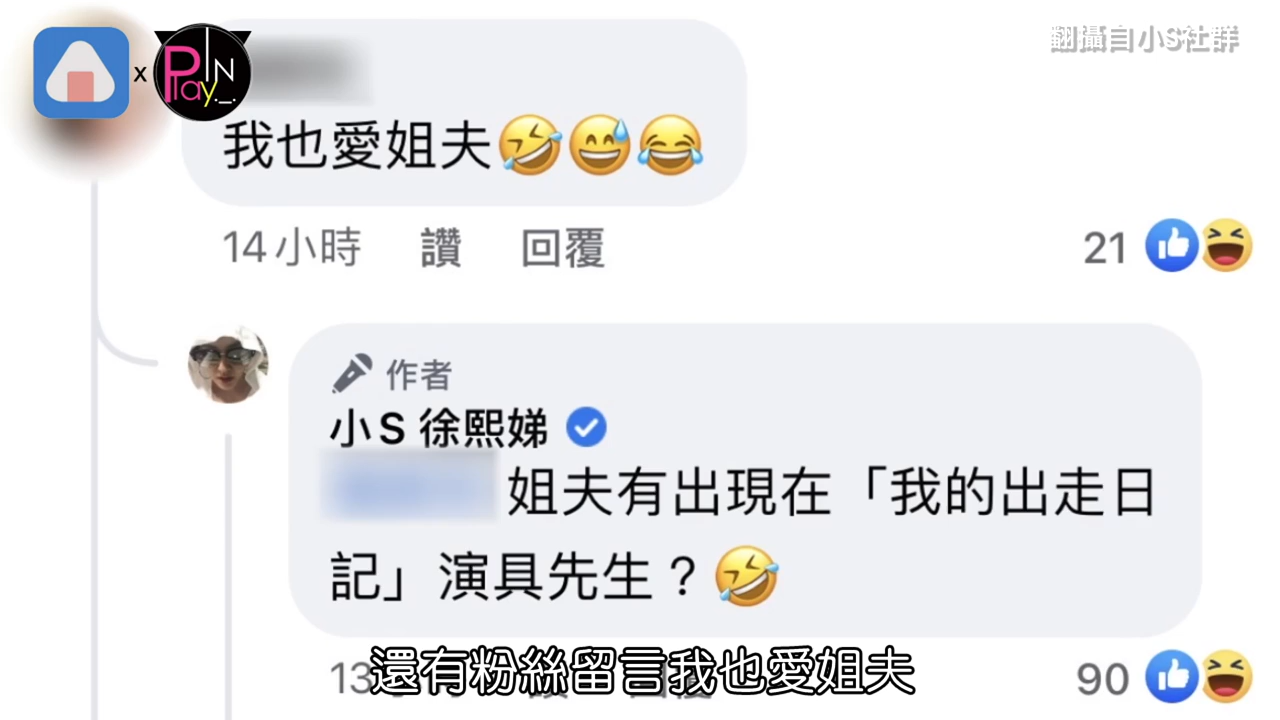 翻攝自小S社群
x
Play IN
我也愛姐夫🤣😅😂
14小時 讚 回覆 21
作者
小S 徐熙娣
姐夫有出現在「我的出走日
記」演具先生？🤣
還有粉絲留言我也愛姐夫
90